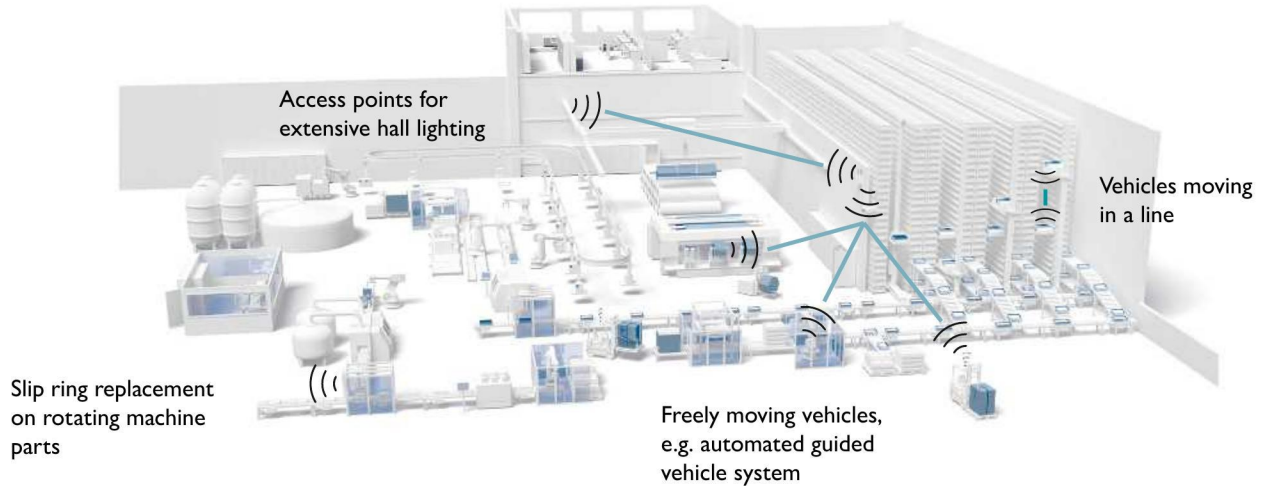 Access points for
extensive hall lighting
Vehicles moving
in a line
Slip ring replacement
on rotating machine
parts
Freely moving vehicles,
e.g. automated guided
vehicle system